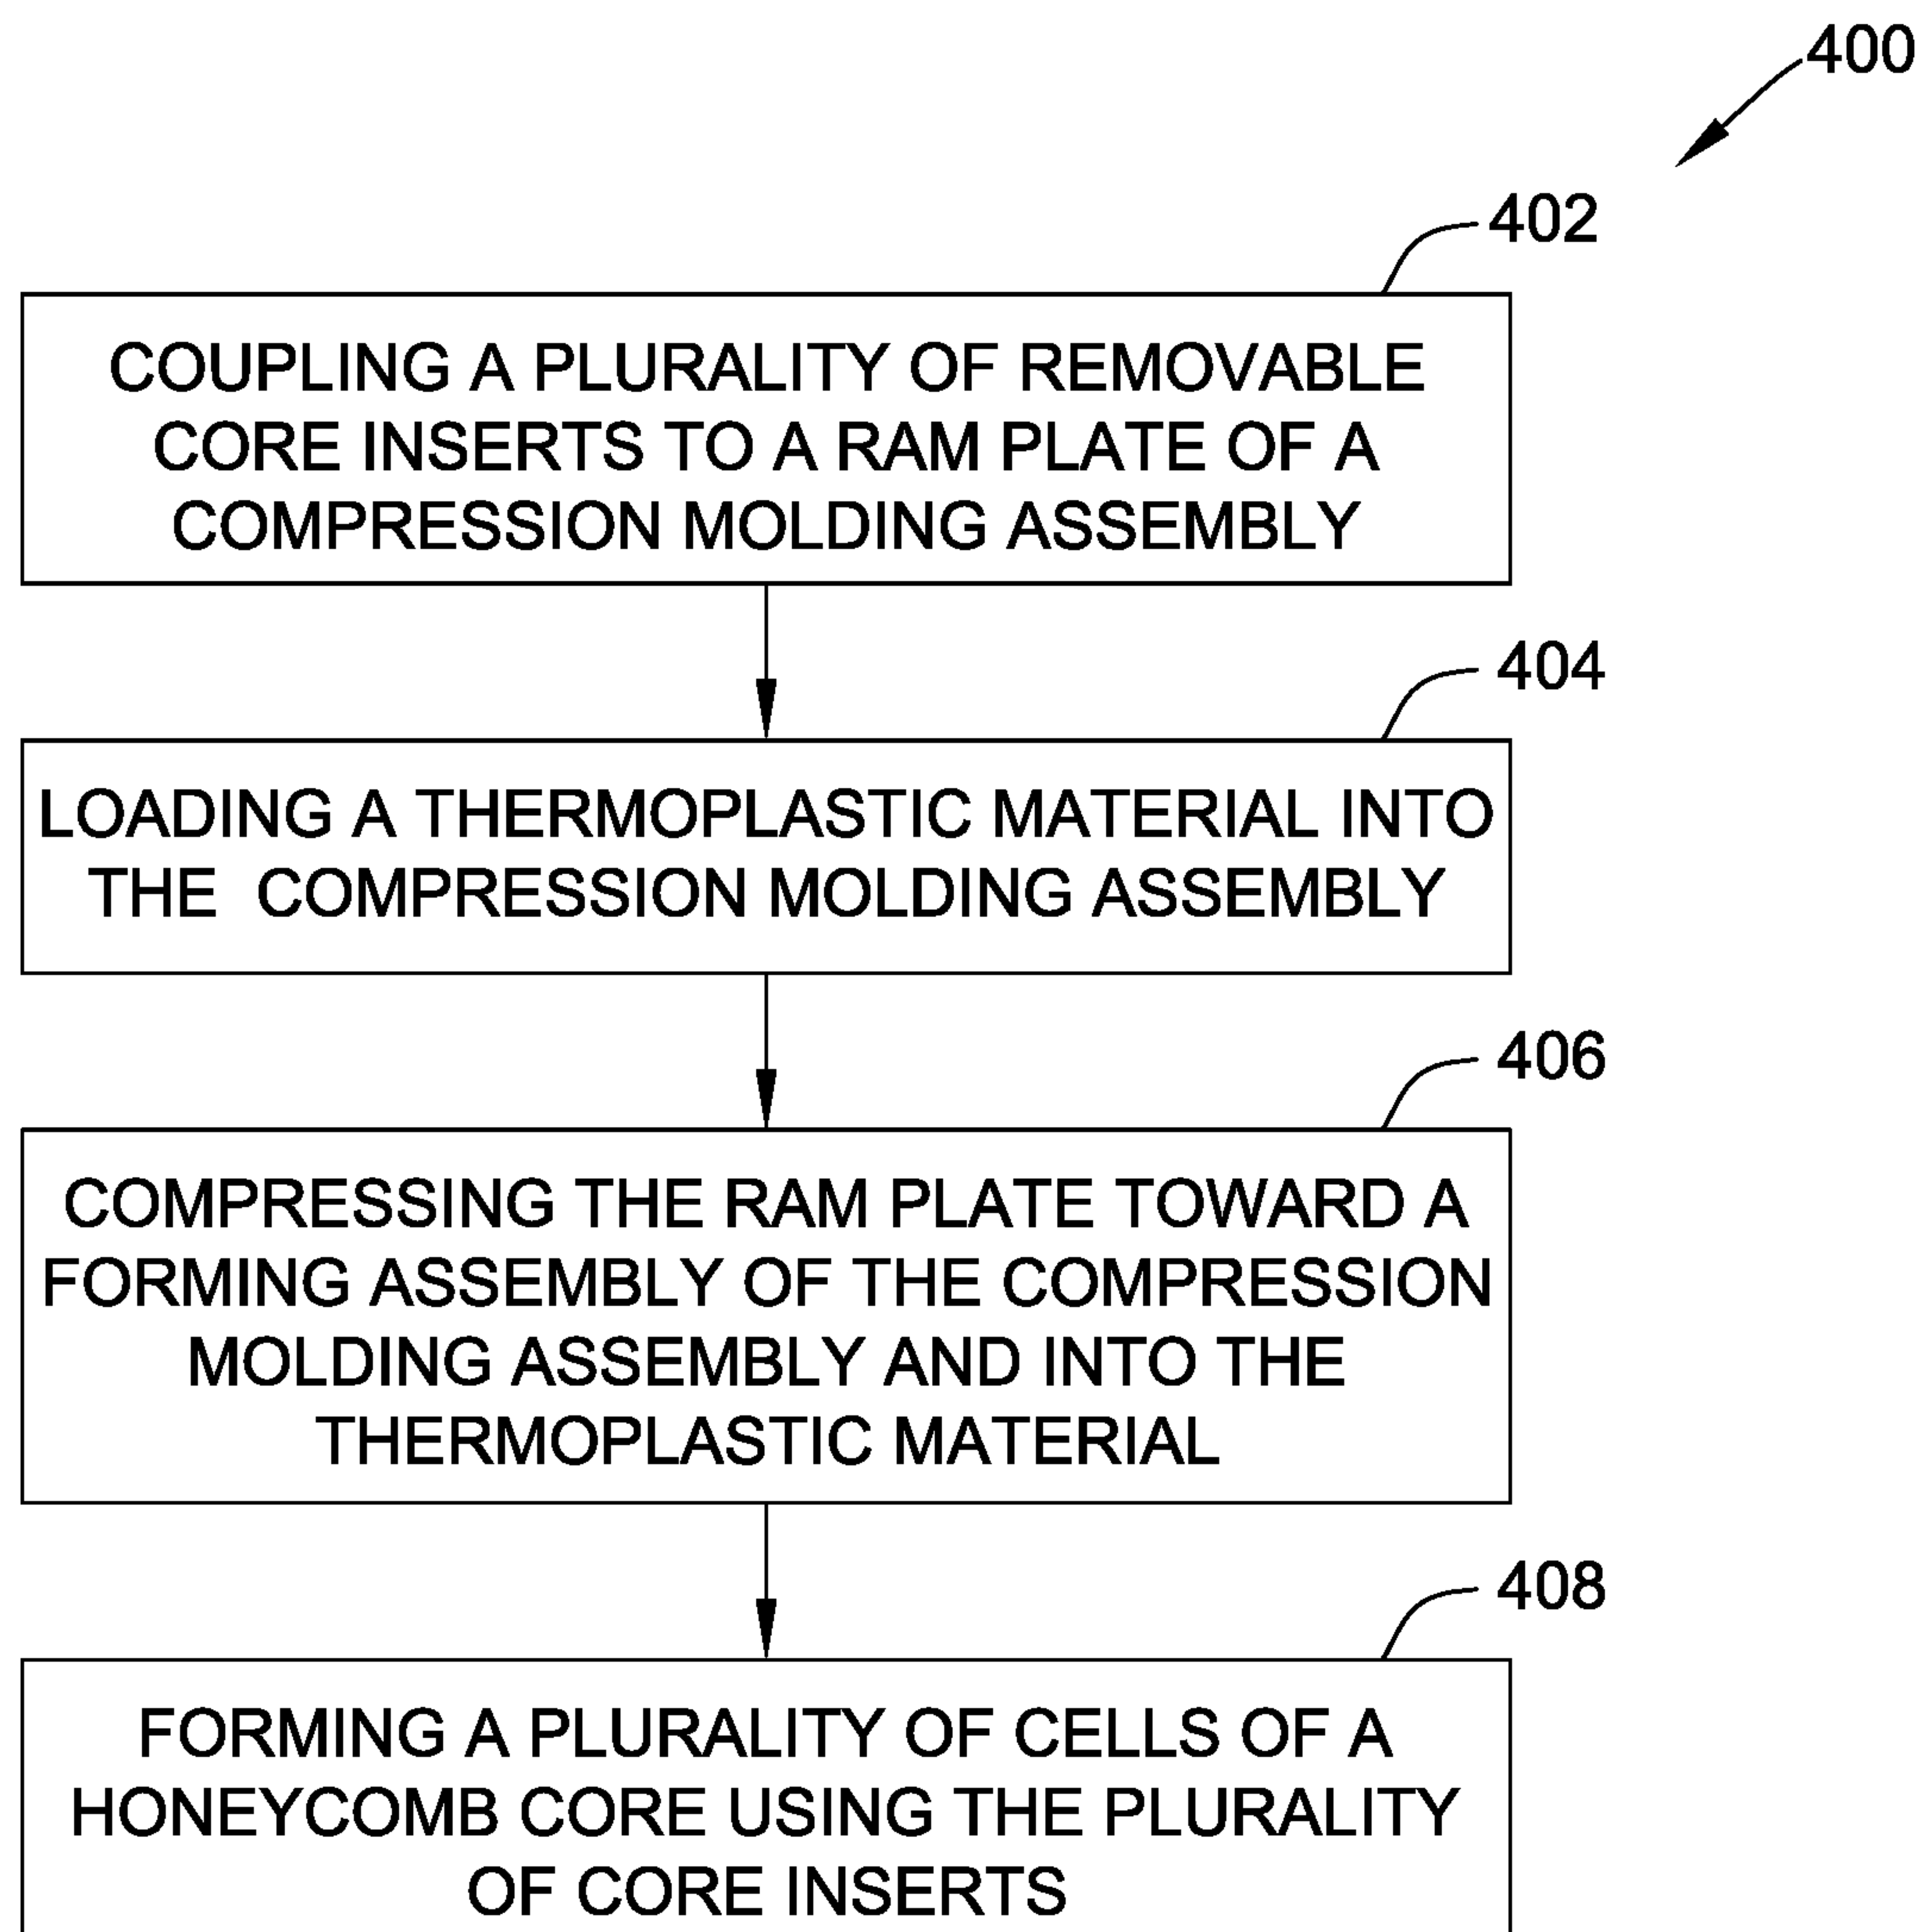 400
402
COUPLING A PLURALITY OF REMOVABLE
CORE INSERTS TO A RAM PLATE OF A
COMPRESSION MOLDING ASSEMBLY
404
LOADING A THERMOPLASTIC MATERIAL INTO
THE COMPRESSION MOLDING ASSEMBLY
406
COMPRESSING THE RAM PLATE TOWARD A
FORMING ASSEMBLY OF THE COMPRESSION
MOLDING ASSEMBLY AND INTO THE
THERMOPLASTIC MATERIAL
408
FORMING A PLURALITY OF CELLS OF A
HONEYCOMB CORE USING THE PLURALITY
OF CORE INSERTS